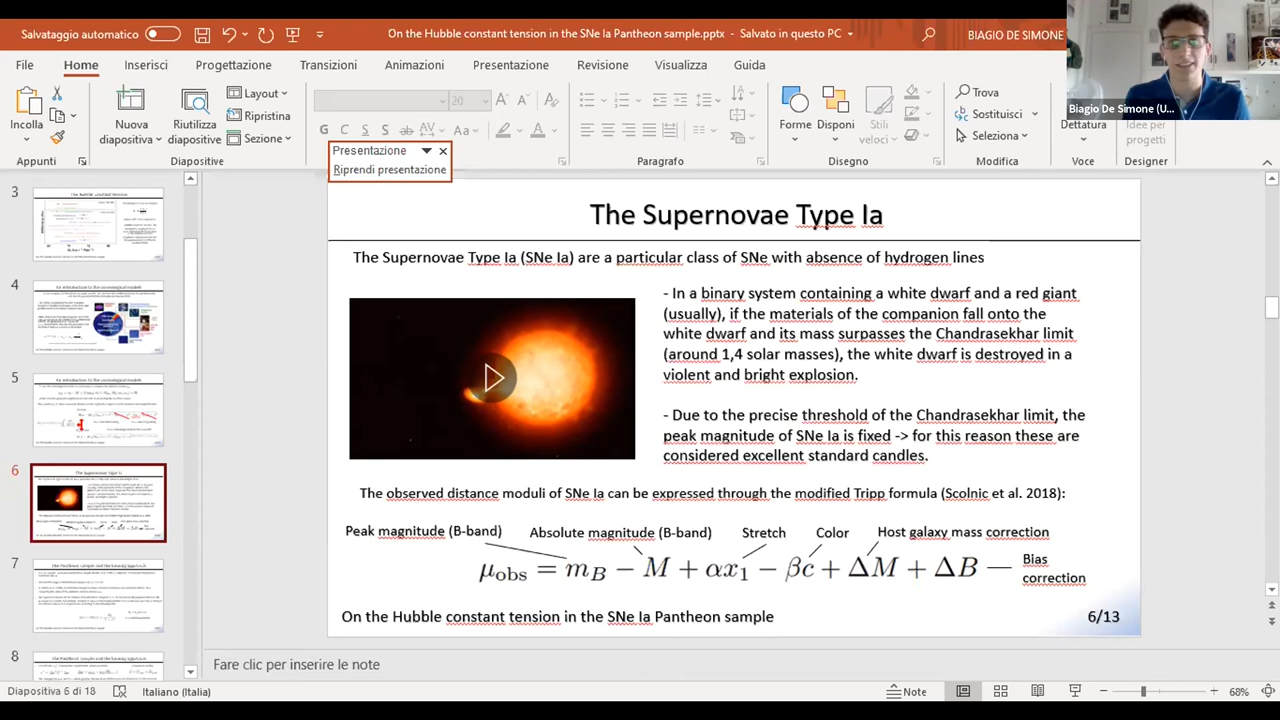 Salvataggio automatico
On the Hubble constant tension in the SNe Ia Pantheon sample.pptx - Salvato in questo PC
BIAGIO DE SIMONE
File Home Inserisci Progettazione Transizioni Animazioni Presentazione Revisione Visualizza Guida
Incolla
Appunti
Nuova
diapositiva
Riutilizza
diapositive
Layout
Ripristina
Sezione
Diapositive
20
Paragrafo
Forme
Disponi
Stili
veloci
Disegno
Trova
Sostituisci
Seleziona
Modifica
Dettatura
Voce
Idee per
progetti
Designer
Biagio De Simone (U...
Presentazione
Riprendi presentazione
3
4
5
6
7
8
The Supernovae Type Ia
The Supernovae Type Ia (SNe Ia) are a particular class of SNe with absence of hydrogen lines
- In a binary system containing a white dwarf and a red giant
(usually), if the materials of the companion fall onto the
white dwarf and its mass surpasses the Chandrasekhar limit
(around 1,4 solar masses), the white dwarf is destroyed in a
violent and bright explosion.
- Due to the precise threshold of the Chandrasekhar limit, the
peak magnitude of SNe Ia is fixed -> for this reason these are
considered excellent standard candles.
The observed distance moduli of SNe Ia can be expressed through the modified Tripp formula (Scolnic et al. 2018):
Peak magnitude (B-band) Absolute magnitude (B-band) Stretch Color Host galaxy mass correction
Bias
correction
obs = mB − M + αx βc ΔM ΔB
On the Hubble constant tension in the SNe Ia Pantheon sample
6/13
Fare clic per inserire le note
Diapositiva 6 di 18
Italiano (Italia)
Note
68%